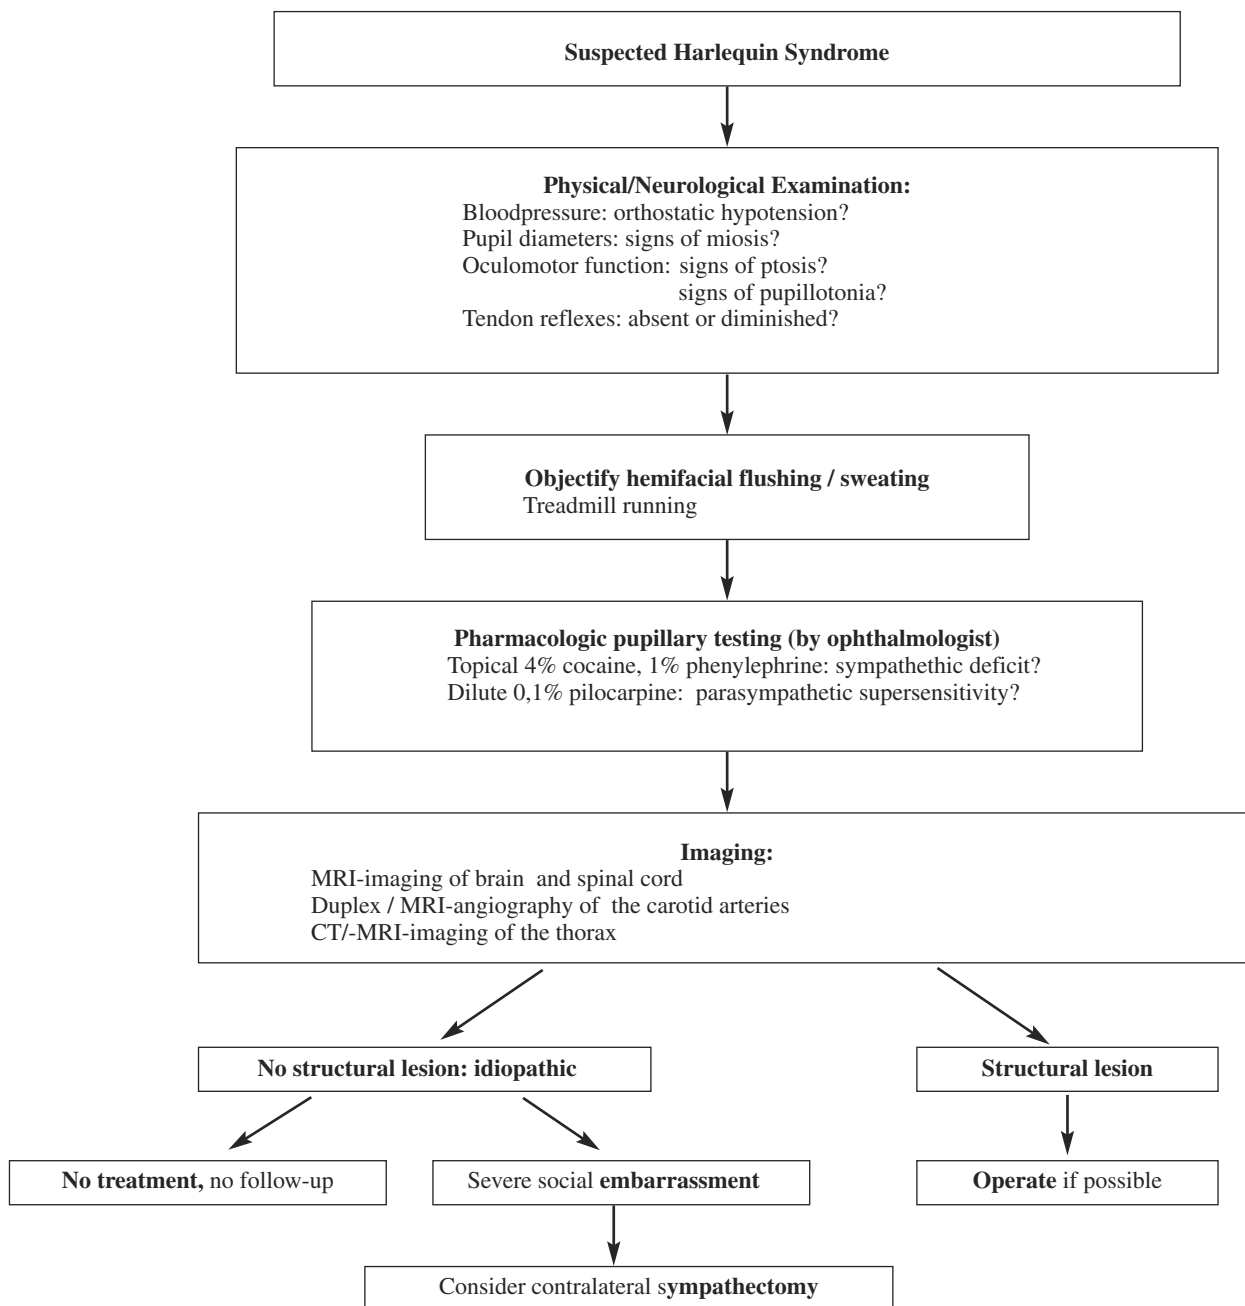 Suspected Harlequin Syndrome
Physical/Neurological Examination:
Bloodpressure: orthostatic hypotension?
Pupil diameters: signs of miosis?
Oculomotor function: signs of ptosis?
signs of pupillotonia?
Tendon reflexes: absent or diminished?
Objectify hemifacial flushing / sweating
Treadmill running
Pharmacologic pupillary testing (by ophthalmologist)
Topical 4% cocaine, 1% phenylephrine: sympathethic deficit?
Dilute 0,1% pilocarpine: parasympathetic supersensitivity?
Imaging:
MRI-imaging of brain and spinal cord
Duplex / MRI-angiography of the carotid arteries
CT/-MRI-imaging of the thorax
No structural lesion: idiopathic
Structural lesion
No treatment, no follow-up
Severe social embarrassment
Operate if possible
Consider contralateral sympathectomy